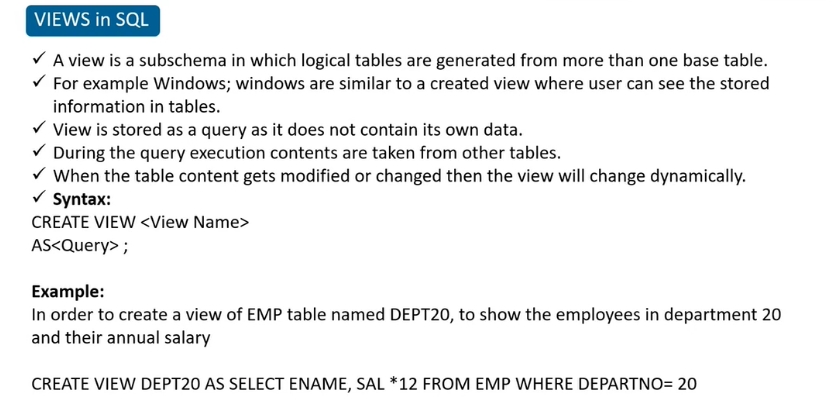 VIEWS in SQL
✓ A view is a subschema in which logical tables are generated from more than one base table.
✓ For example Windows; windows are similar to a created view where user can see the stored
information in tables.
✓ View is stored as a query as it does not contain its own data.
✓ During the query execution contents are taken from other tables.
✓ When the table content gets modified or changed then the view will change dynamically.
✓ Syntax:
CREATE VIEW <View Name>
AS<Query> ;
Example:
In order to create a view of EMP table named DEPT20, to show the employees in department 20
and their annual salary
CREATE VIEW DEPT20 AS SELECT ENAME, SAL *12 FROM EMP WHERE DEPARTNO= 20